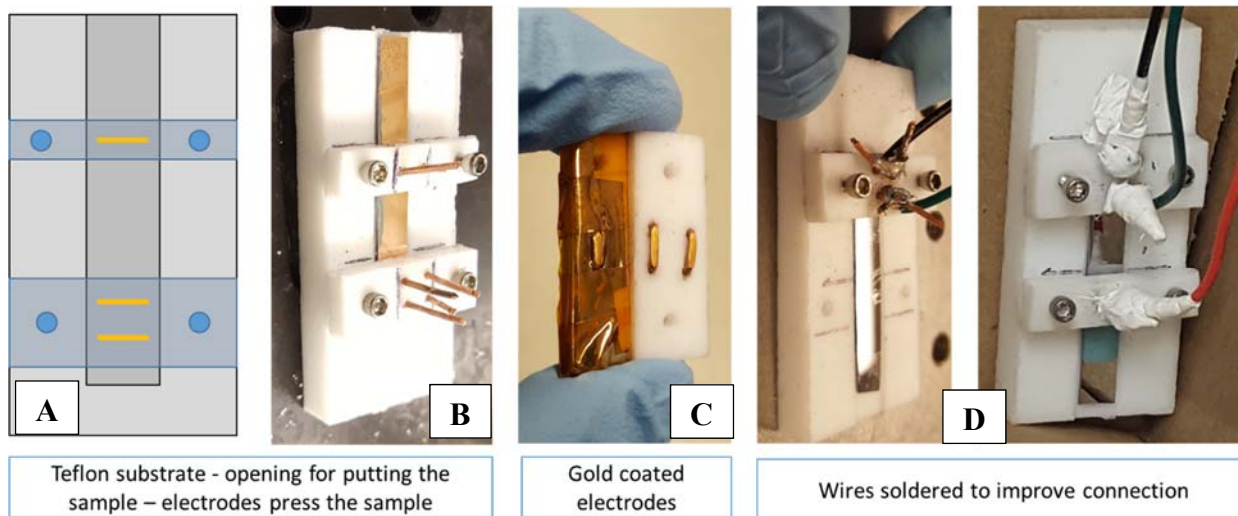 A
B
C
D
Teflon substrate - opening for putting the
sample – electrodes press the sample
Gold coated
electrodes
Wires soldered to improve connection